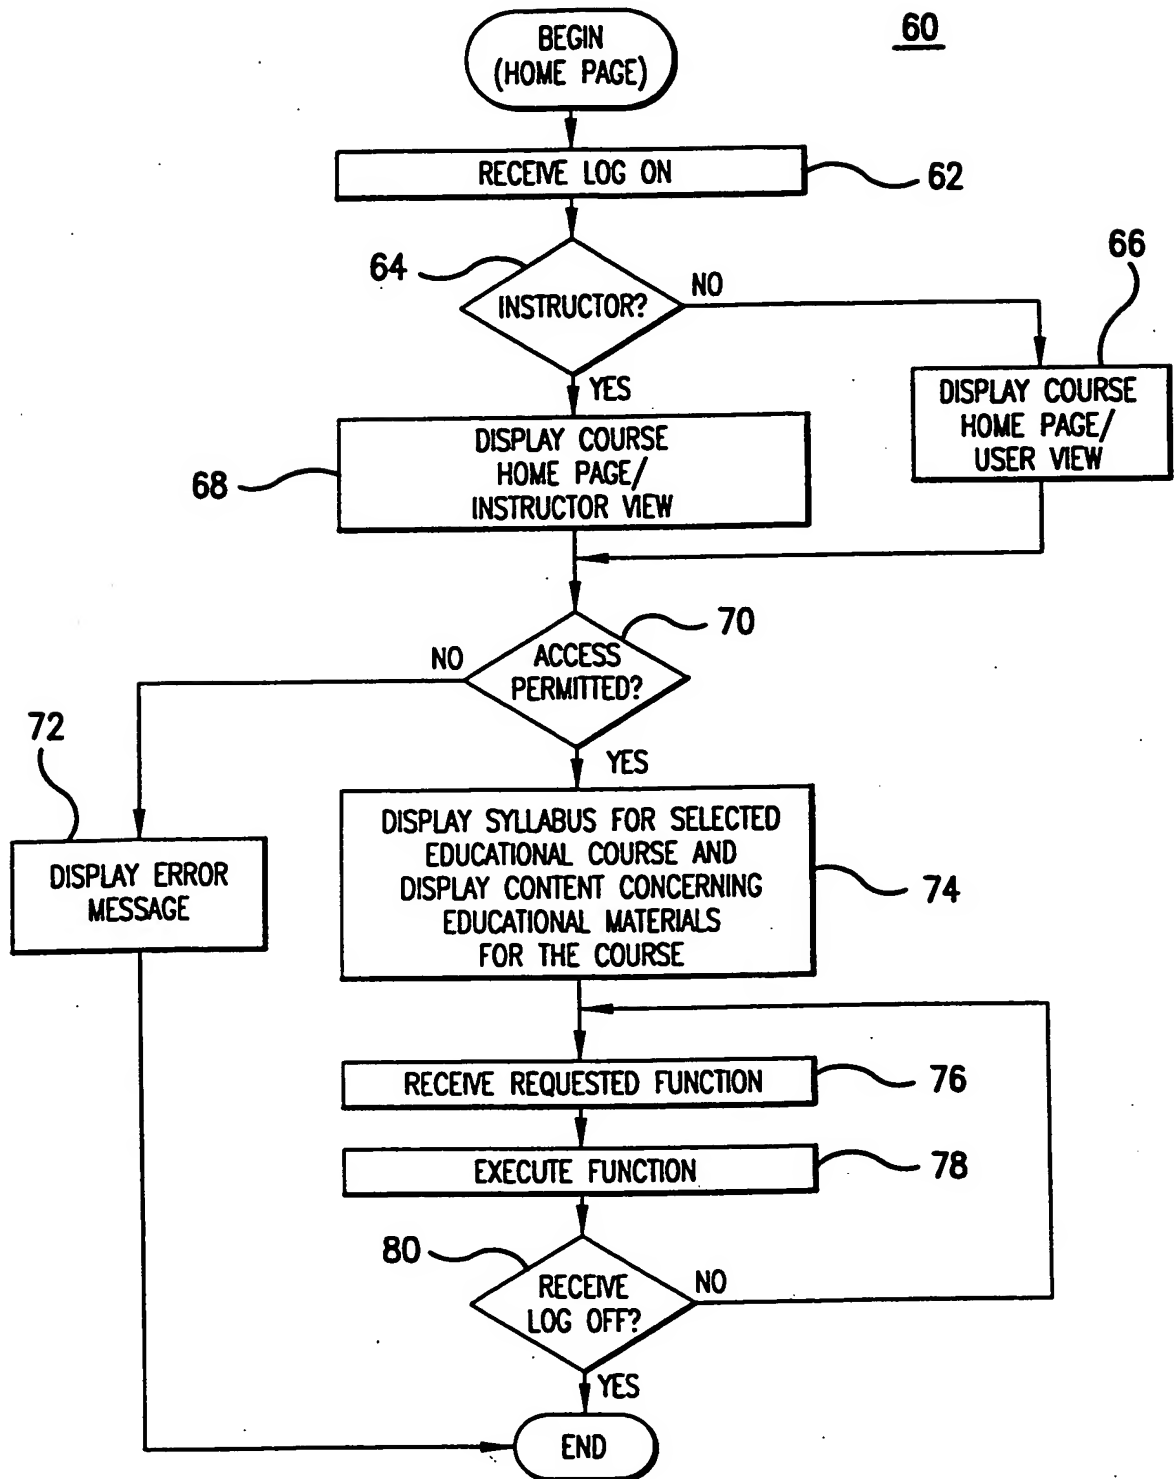 60
BEGIN
(HOME PAGE)
RECEIVE LOG ON
62
64
INSTRUCTOR?
NO
66
YES
DISPLAY COURSE
HOME PAGE/
USER VIEW
68
DISPLAY COURSE
HOME PAGE/
INSTRUCTOR VIEW
70
ACCESS
PERMITTED?
NO
YES
72
DISPLAY ERROR
MESSAGE
DISPLAY SYLLABUS FOR SELECTED
EDUCATIONAL COURSE AND
DISPLAY CONTENT CONCERNING
EDUCATIONAL MATERIALS
FOR THE COURSE
74
RECEIVE REQUESTED FUNCTION
76
EXECUTE FUNCTION
78
80
RECEIVE
LOG OFF?
NO
YES
END